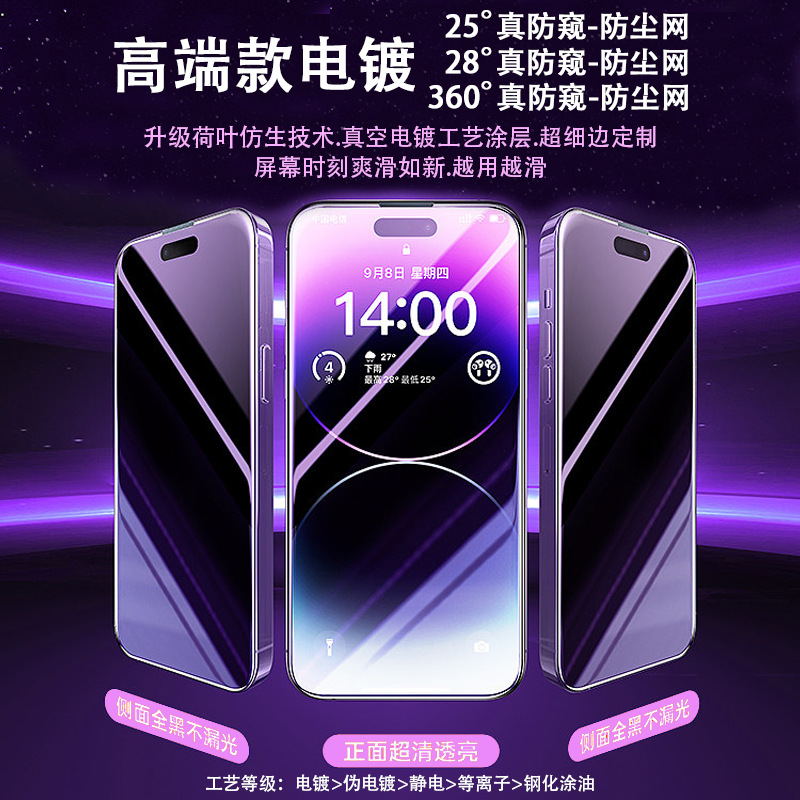 高端款电镀
25°真防窥-防尘网
28°真防窥-防尘网
360°真防窥-防尘网
升级荷叶仿生技术.真空电镀工艺涂层.超细边定制
屏幕时刻爽滑如新.越用越滑
中国电信
9月8日 星期四
14:00
4
27°
下雨
最高28° 最低25°
侧面全黑不漏光
正面超清透亮
侧面全黑不漏光
工艺等级：电镀>伪电镀>静电>等离子>钢化涂油